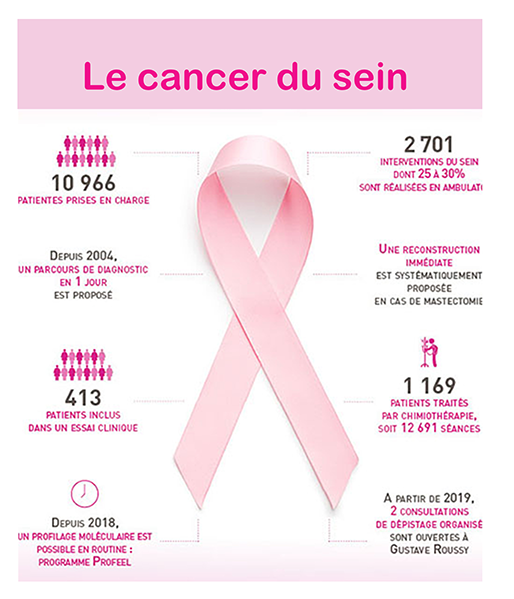 Le cancer du sein
10 966
PATIENTES PRISES EN CHARGE
2 701
INTERVENTIONS DU SEIN
DONT 25 À 30%
SONT RÉALISÉES EN AMBULAT
DEPUIS 2004,
UN PARCOURS DE DIAGNOSTIC
EN 1 JOUR
EST PROPOSÉ
UNE RECONSTRUCTION
IMMÉDIATE
EST SYSTÉMATIQUEMENT
PROPOSÉE
EN CAS DE MASTECTOMIE
413
PATIENTS INCLUS
DANS UN ESSAI CLINIQUE
1 169
PATIENTS TRAITÉS
PAR CHIMIOTHÉRAPIE,
SOIT 12 691 SÉANCES
DEPUIS 2018,
UN PROFILAGE MOLÉCULAIRE EST
POSSIBLE EN ROUTINE :
PROGRAMME PROFEEL
A PARTIR DE 2019,
2 CONSULTATIONS
DE DÉPISTAGE ORGANISÉ
SONT OUVERTES À
GUSTAVE ROUSSY